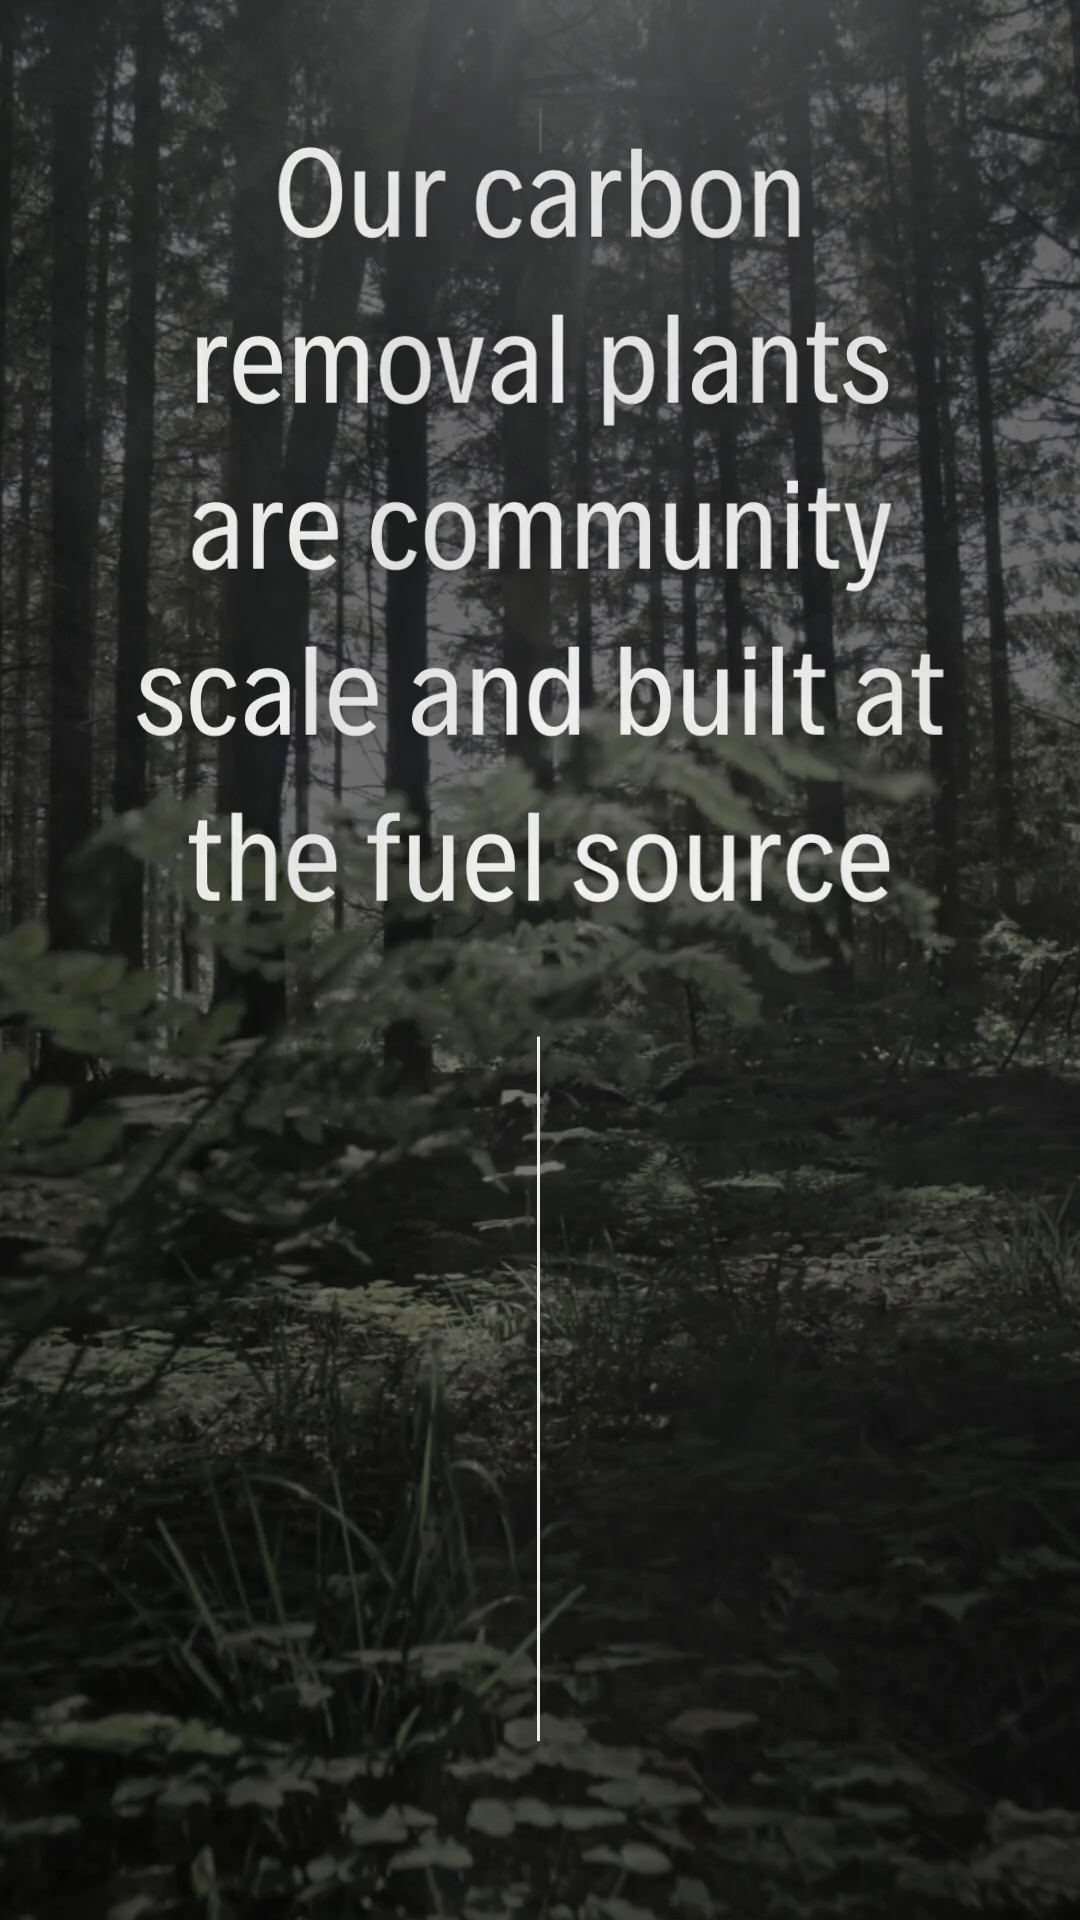 Our carbon
removal plants
are community
scale and built at
the fuel source